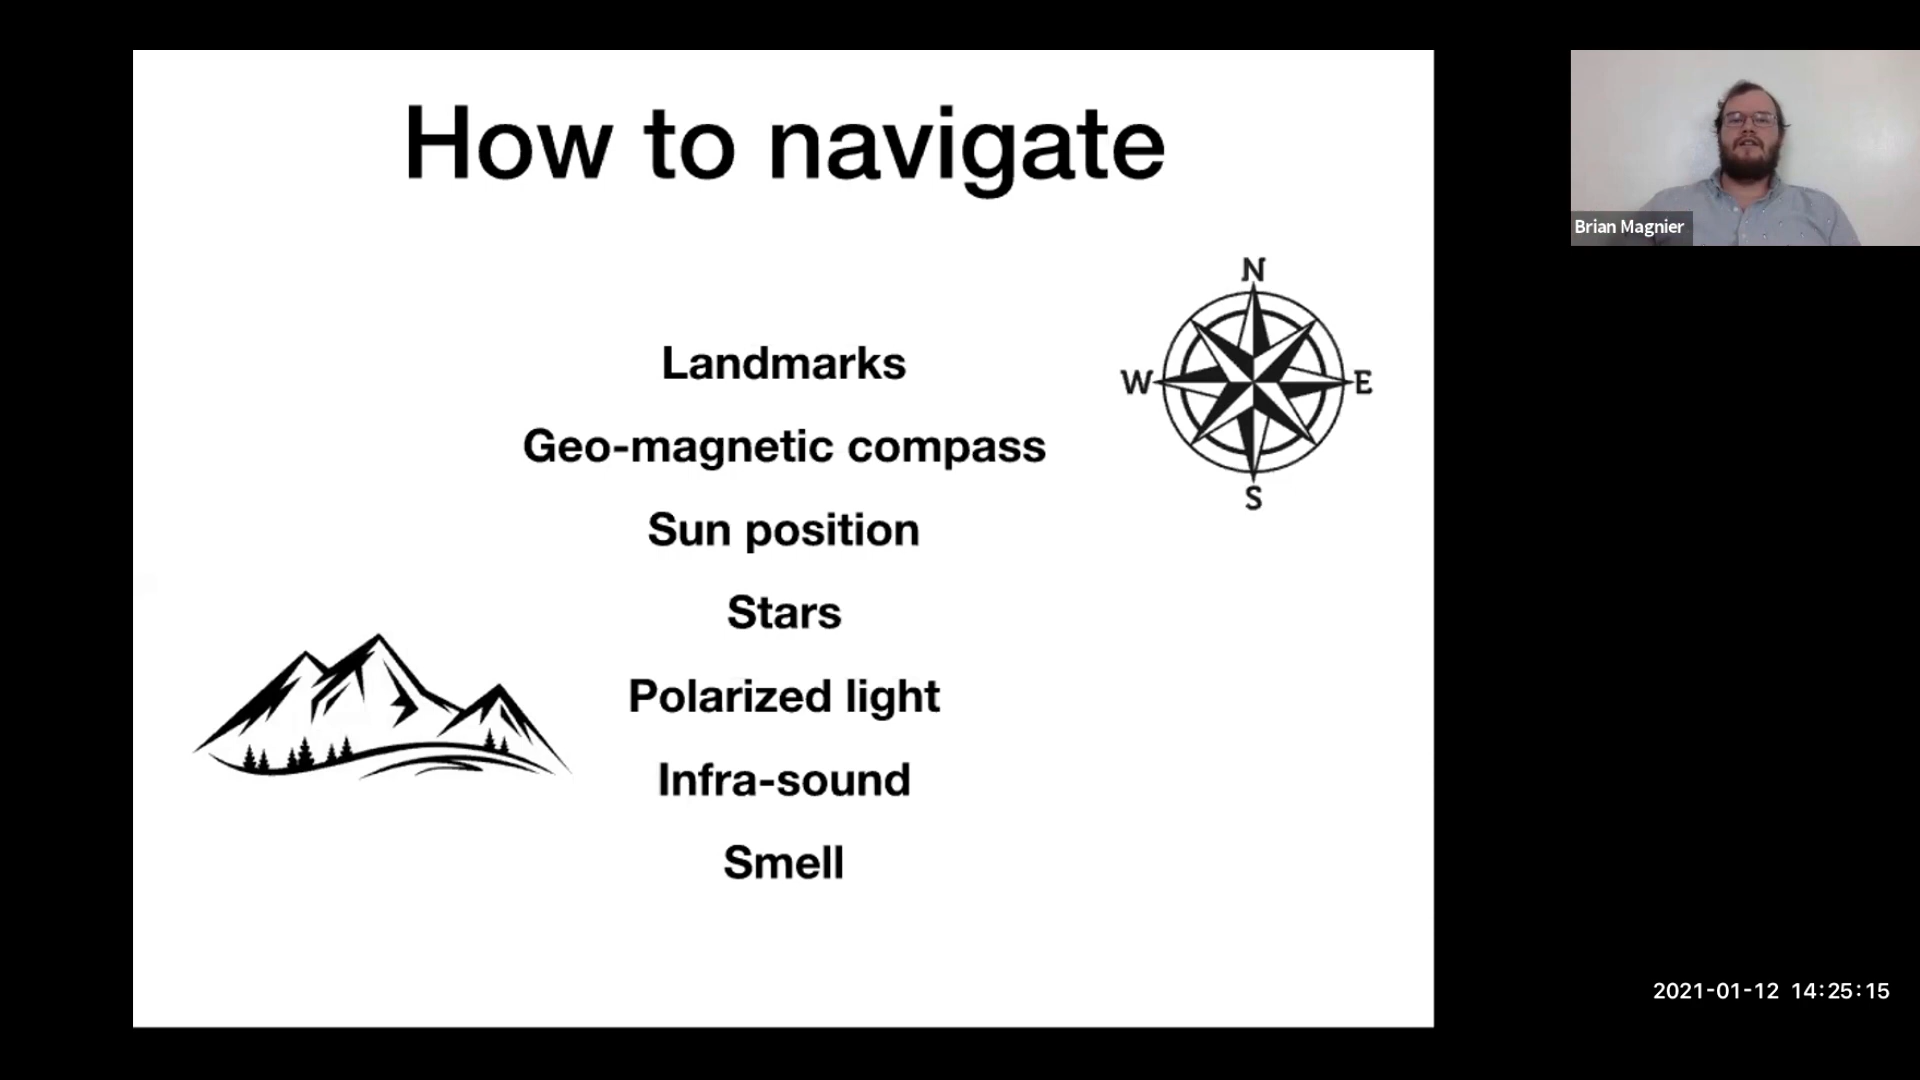 How to navigate
N
W
E
S
Landmarks
Geo-magnetic compass
Sun position
Stars
Polarized light
Infra-sound
Smell
Brian Magnier
2021-01-12 14:25:15